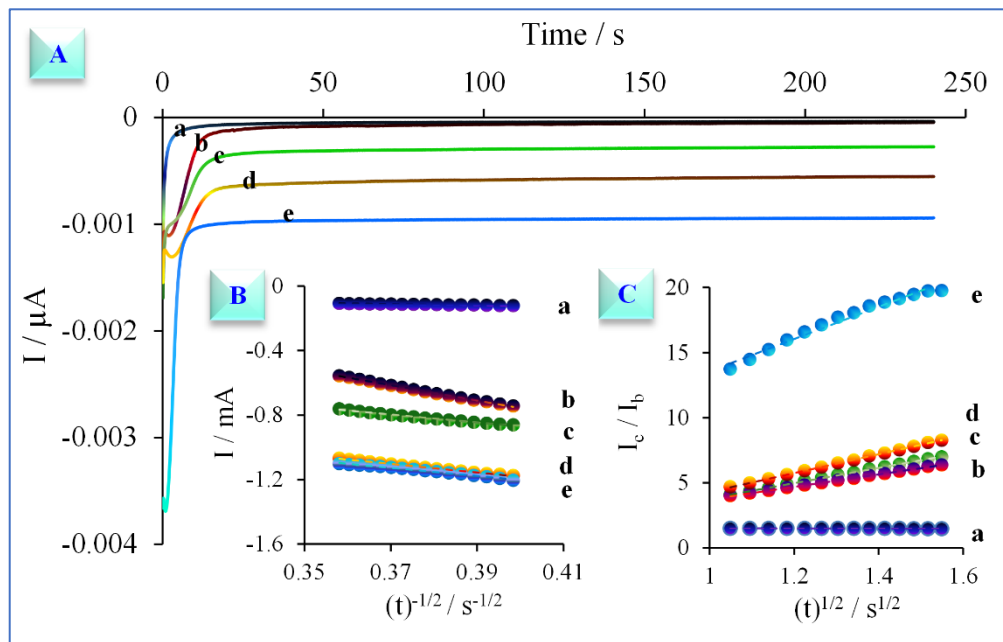 A
Time / s
0 50 100 150 200 250
0
-0.001
-0.002
-0.003
-0.004
I / µA
a
b
c
d
e
B
0
-0.4
-0.8
-1.2
-1.6
I / mA
0.35 0.37 0.39 0.41
(t)-1/2 / s-1/2
a
b
c
d
e
C
20
15
10
5
0
Ic / Ib
1 1.2 1.4 1.6
(t)1/2 / s1/2
e
d
c
b
a